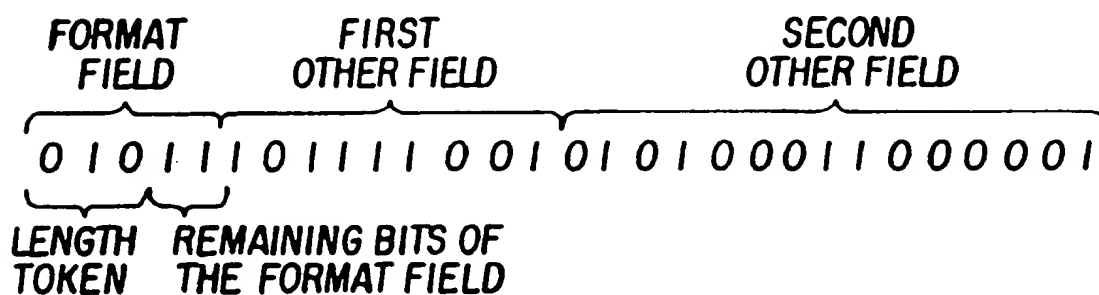 FORMAT FIELD
FIRST OTHER FIELD
SECOND OTHER FIELD
0 1 0 1 1 1 0 1 1 1 1 0 0 1 0 1 0 1 0 0 0 1 1 0 0 0 0 0 1
LENGTH TOKEN
REMAINING BITS OF THE FORMAT FIELD